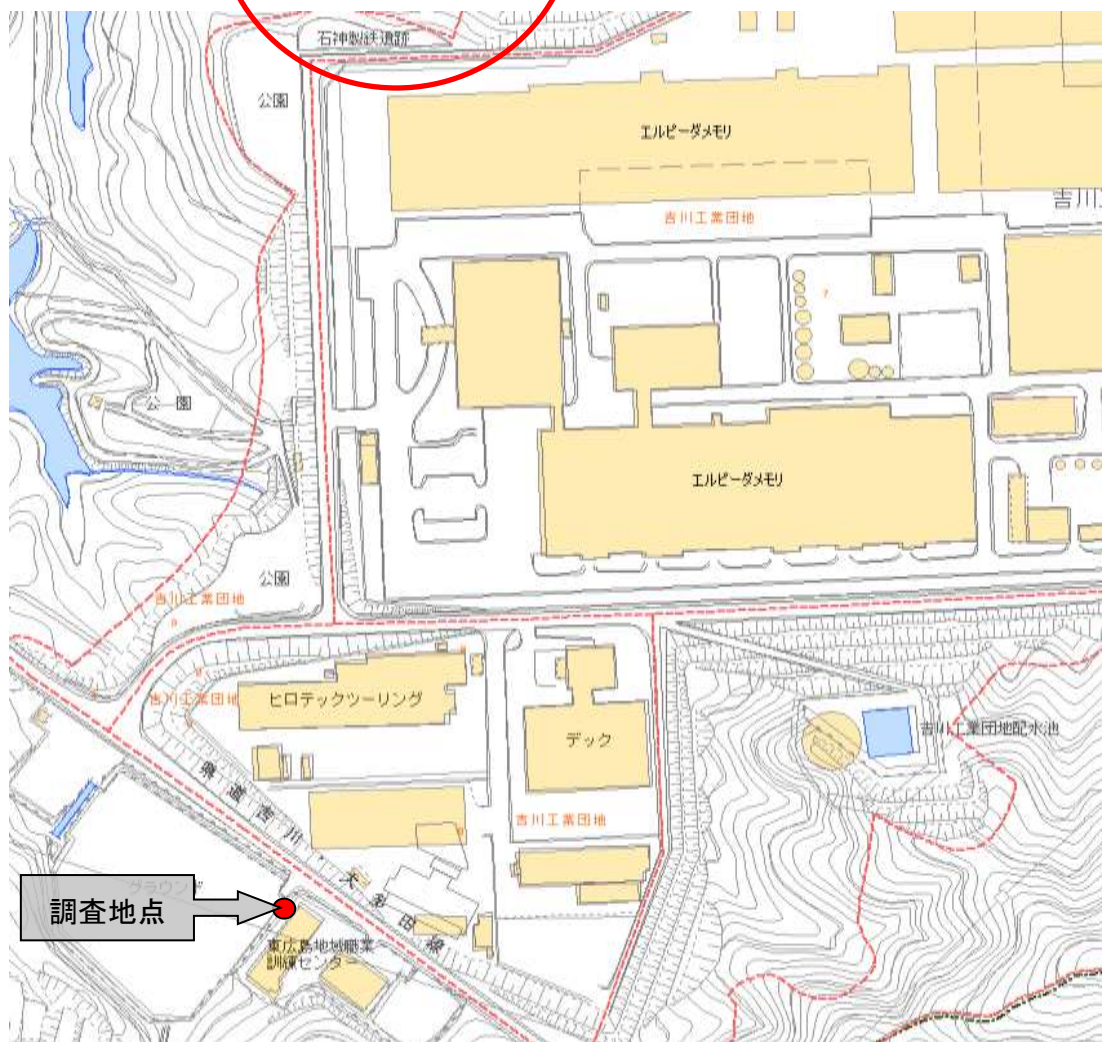 石神製鉄遺跡
公園
エルピーダメモリ
吉川工業団地
吉川工
7
公 園
エルピーダメモリ
公園
吉川工業団地
8
吉川工業団地
ヒロテックツーリング
デック
吉川工業団地配水池
県道吉川・大多田線
吉川工業団地
グラウンド
調査地点
東広島地域職業
訓練センター